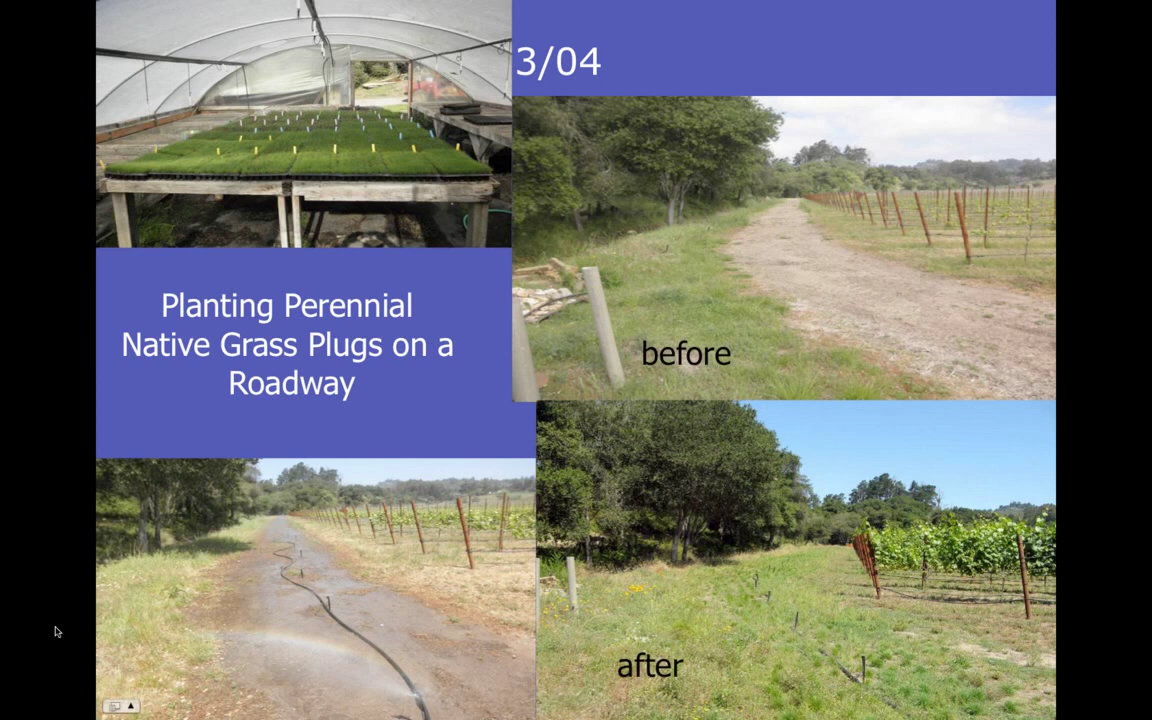 3/04
Planting Perennial
Native Grass Plugs on a
Roadway
before
after